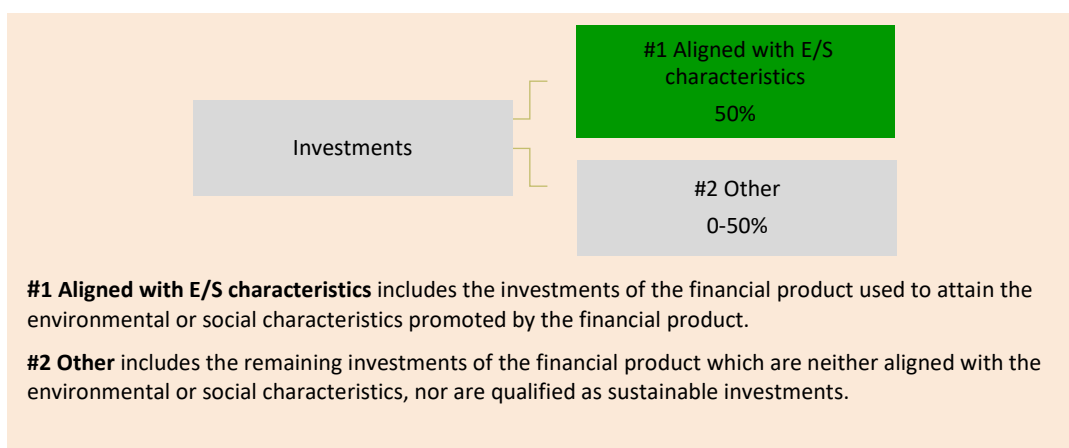 #1 Aligned with E/S
characteristics
50%
Investments
#2 Other
0-50%
#1 Aligned with E/S characteristics includes the investments of the financial product used to attain the
environmental or social characteristics promoted by the financial product.
#2 Other includes the remaining investments of the financial product which are neither aligned with the
environmental or social characteristics, nor are qualified as sustainable investments.